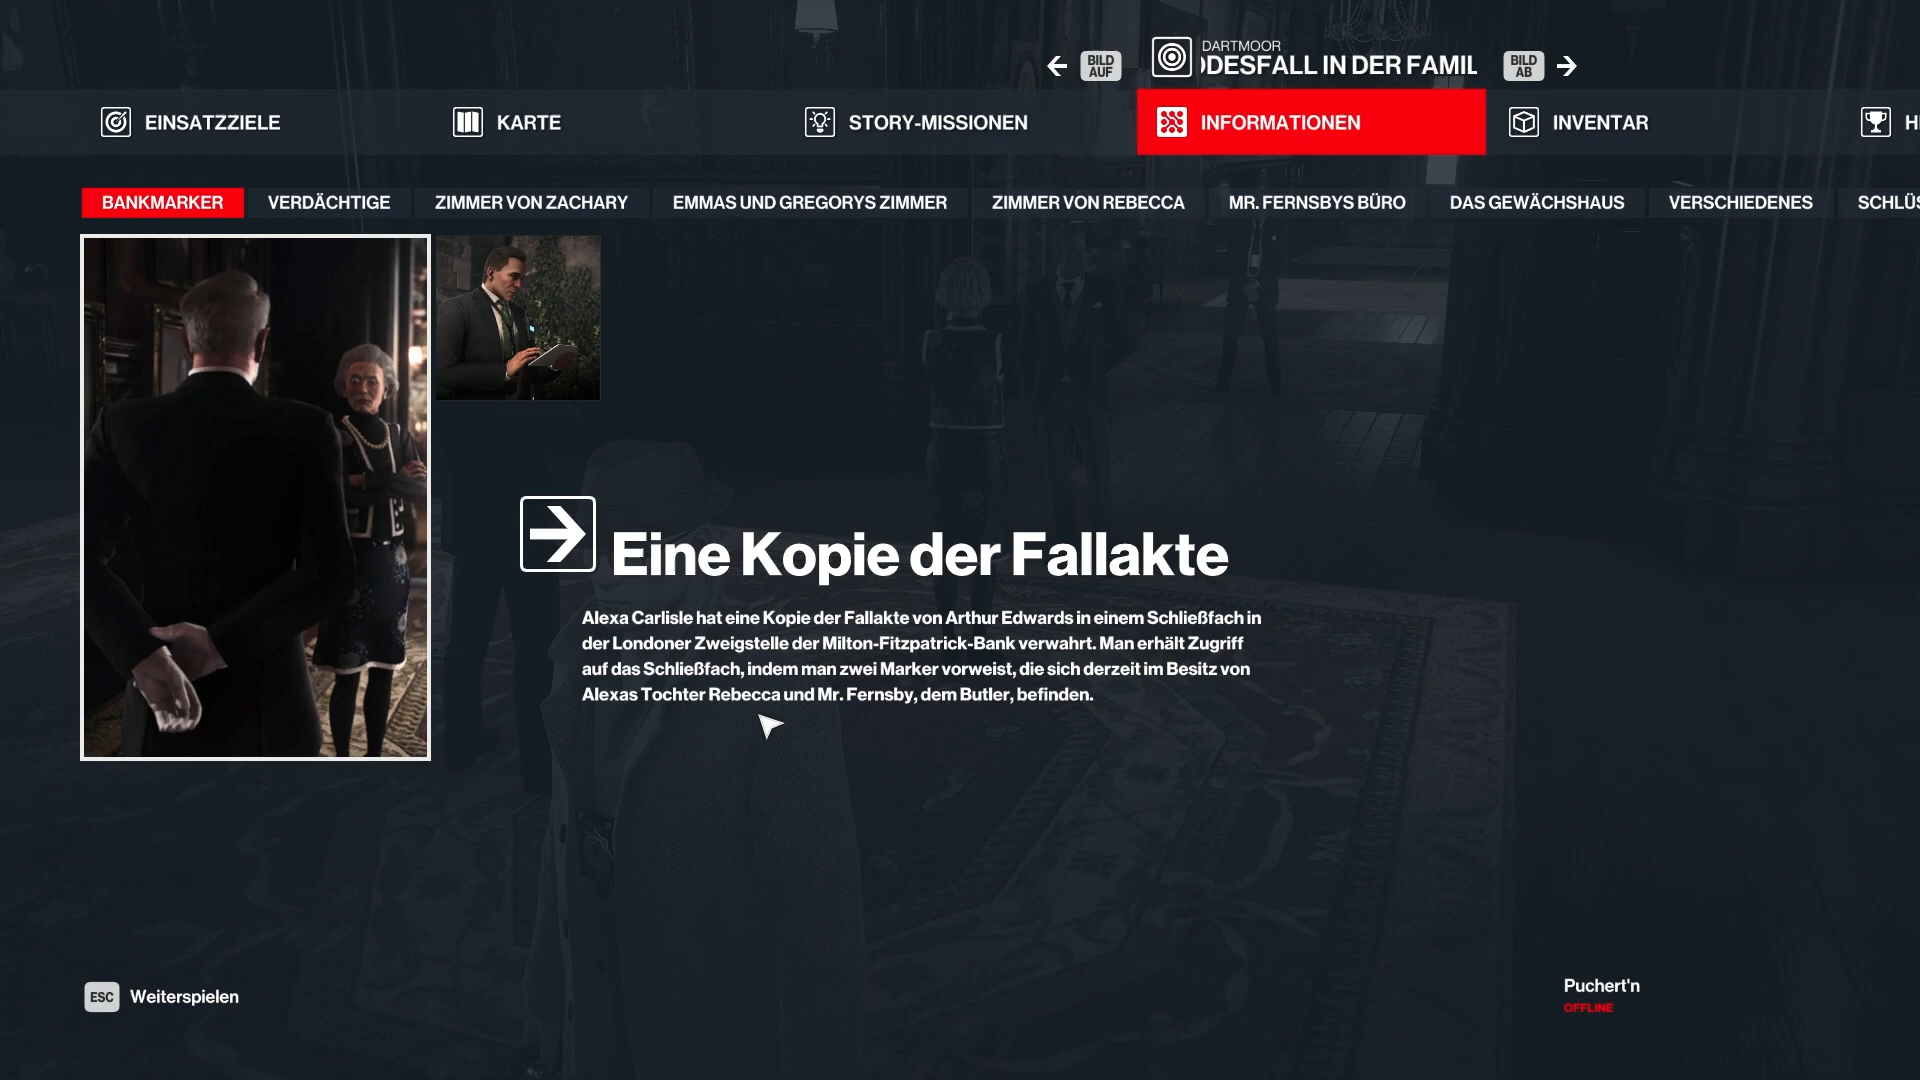 DARTMOOR
BILD AUF
DESFALL IN DER FAMIL
BILD AB
EINSATZZIELE
KARTE
STORY-MISSIONEN
INFORMATIONEN
INVENTAR
BANKMARKER
VERDÄCHTIGE
ZIMMER VON ZACHARY
EMMAS UND GREGORYS ZIMMER
ZIMMER VON REBECCA
MR. FERNSBYS BÜRO
DAS GEWÄCHSHAUS
VERSCHIEDENES
SCHLÜS
Eine Kopie der Fallakte
Alexa Carlisle hat eine Kopie der Fallakte von Arthur Edwards in einem Schließfach in
der Londoner Zweigstelle der Milton-Fitzpatrick-Bank verwahrt. Man erhält Zugriff
auf das Schließfach, indem man zwei Marker vorweist, die sich derzeit im Besitz von
Alexas Tochter Rebecca und Mr. Fernsby, dem Butler, befinden.
ESC Weiterspielen
Puchert'n
OFFLINE